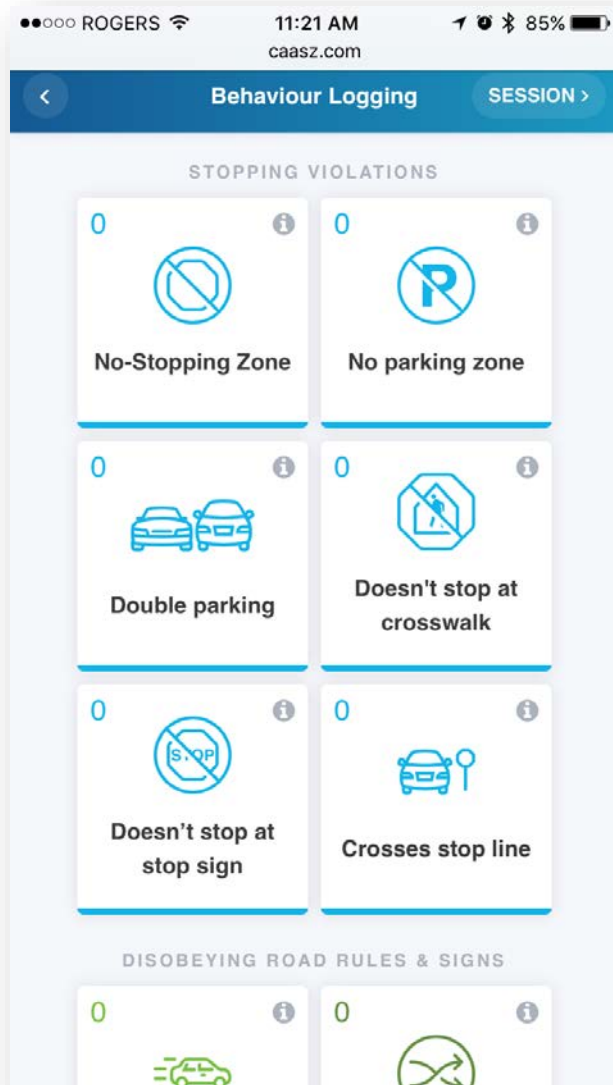 ROGERS 11:21 AM 85%
caasz.com
< Behaviour Logging SESSION >
STOPPING VIOLATIONS
0 0
P
No-Stopping Zone No parking zone
0 0
Double parking Doesn't stop at
crosswalk
0 0
STOP
Doesn’t stop at
stop sign Crosses stop line
DISOBEYING ROAD RULES & SIGNS
0 0